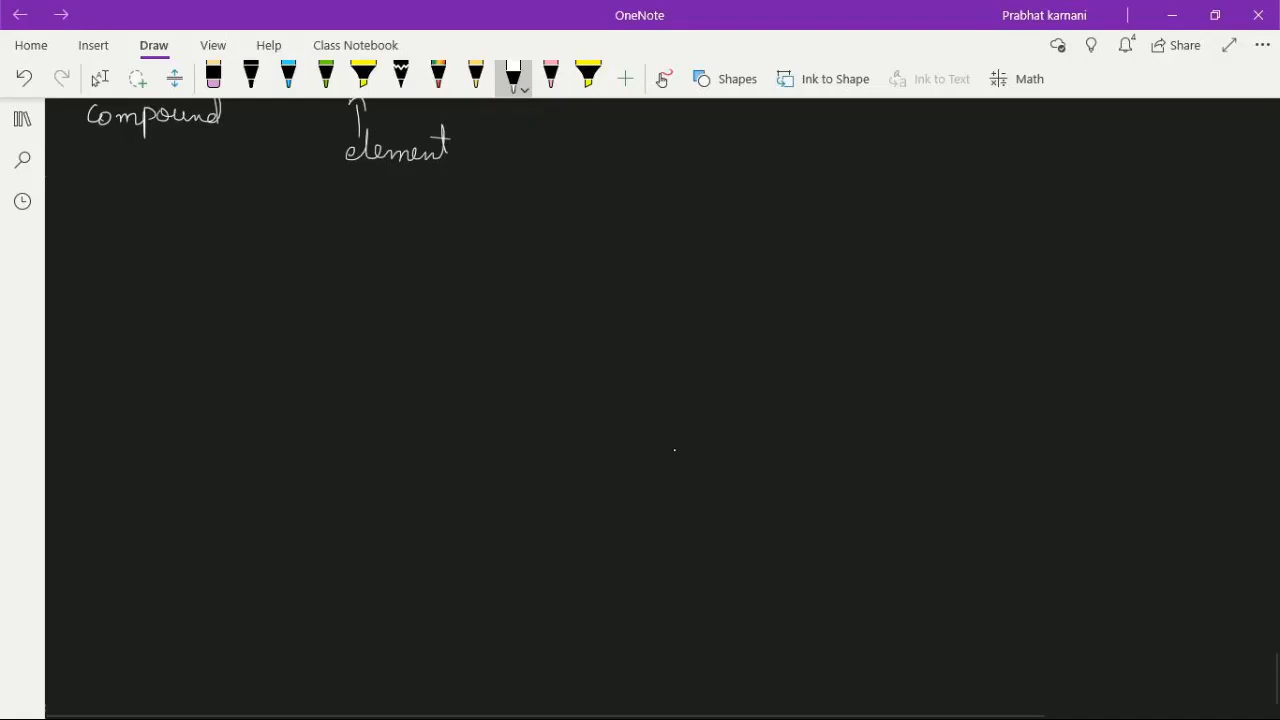 OneNote
Prabhat karnani
Home Insert Draw View Help Class Notebook
4 Share
Shapes Ink to Shape Ink to Text Math
compound
element